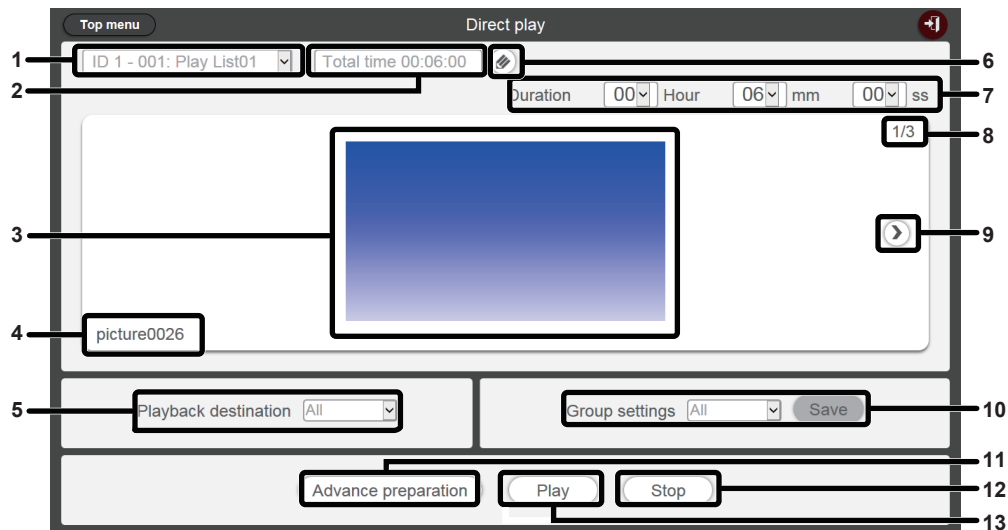 Top menu Direct play
1 ID 1 - 001: Play List01 Total time 00:06:00 6
2 Duration 00 Hour 06 mm 00 ss 7
1/3 8
3 9
4 picture0026
5 Playback destination All Group settings All Save 10
11
Advance preparation Play Stop 12
13